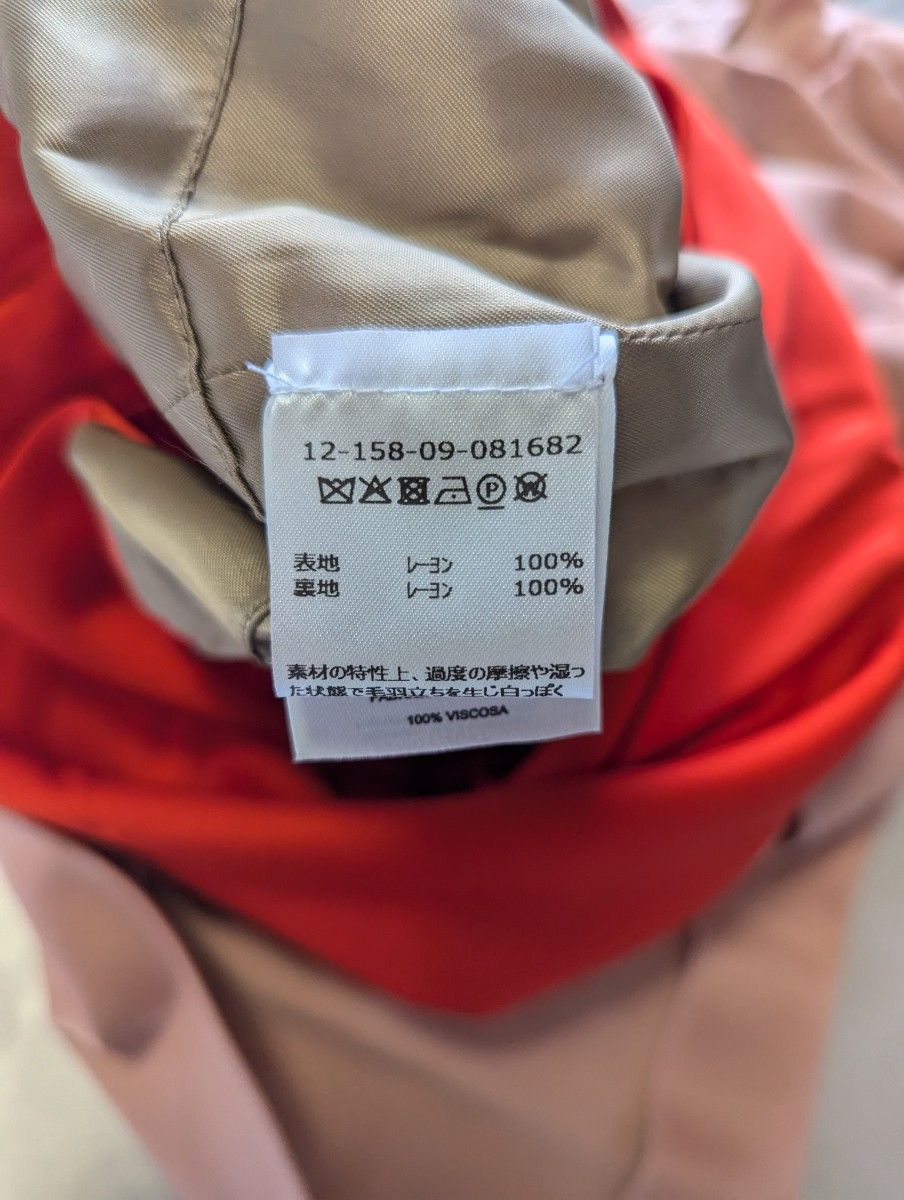 12-158-09-081682
表地 レーヨン 100%
裏地 レーヨン 100%
素材の特性上、過度の摩擦や湿っ
た状態で毛羽立ちを生じ白っぽく
100% VISCOSA